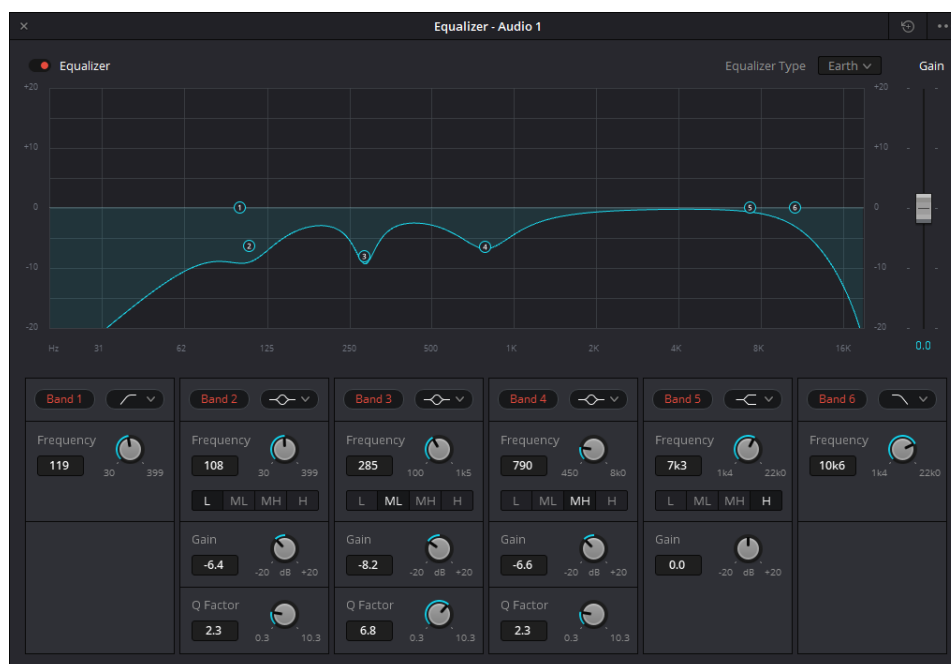 × Equalizer - Audio 1
Equalizer Equalizer Type Earth Gain
+20 +20
1
+10 +10
0 0
2
3
4
5
6
-10 -10
-20 -20
Hz 31 62 125 250 500 1K 2K 4K 8K 16K 0.0
Band 1 Band 2 Band 3 Band 4 Band 5 Band 6
Frequency Frequency Frequency Frequency Frequency Frequency
119 30 399 108 30 399 285 100 1k5 790 450 8k0 7k3 1k4 22k0 10k6 1k4 22k0
L ML MH H L ML MH H L ML MH H L ML MH H
Gain Gain Gain Gain
-6.4 -20 dB +20 -8.2 -20 dB +20 -6.6 -20 dB +20 0.0 -20 dB +20
Q Factor Q Factor Q Factor
2.3 0.3 10.3 6.8 0.3 10.3 2.3 0.3 10.3